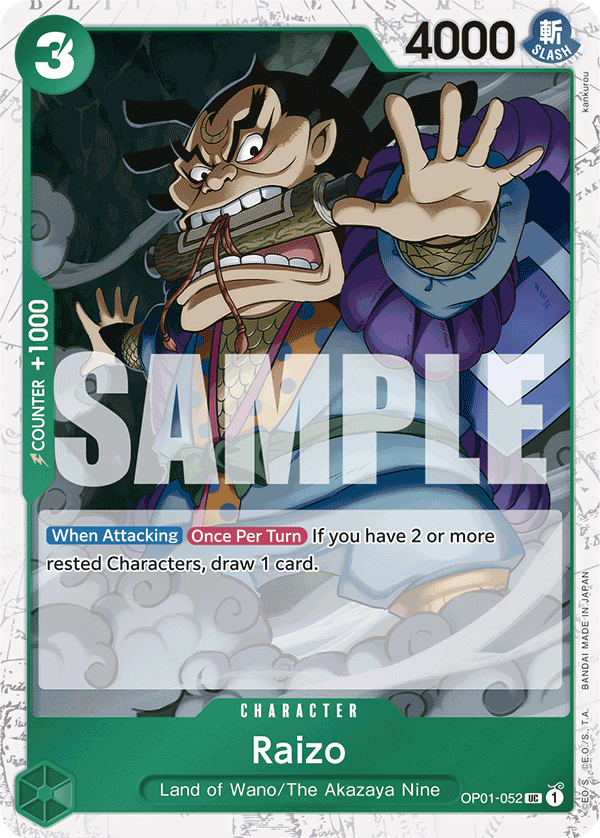 3
4000
斬
SLASH
kankurou
COUNTER +1000
SAMPLE
When Attacking Once Per Turn If you have 2 or more
rested Characters, draw 1 card.
CHARACTER
Raizo
Land of Wano/The Akazaya Nine
OP01-052 UC 1
©E.O./S. ©E.O./S.,T.A. BANDAI MADE IN JAPAN